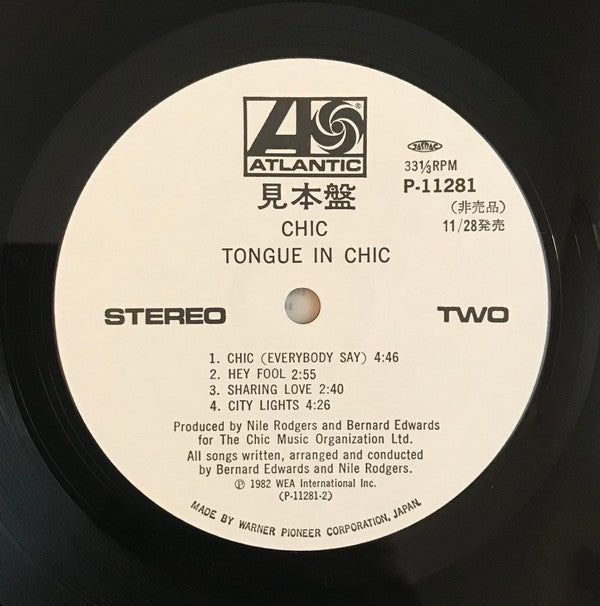 ATLANTIC
®
JASRAC
33⅓RPM
P-11281
(非売品)
11/28発売
見本盤
CHIC
TONGUE IN CHIC
STEREO
TWO
1. CHIC (EVERYBODY SAY) 4:46
2. HEY FOOL 2:55
3. SHARING LOVE 2:40
4. CITY LIGHTS 4:26
Produced by Nile Rodgers and Bernard Edwards
for The Chic Music Organization Ltd.
All songs written, arranged and conducted
by Bernard Edwards and Nile Rodgers.
Ⓟ 1982 WEA International Inc.
(P-11281-2)
MADE BY WARNER PIONEER CORPORATION, JAPAN.